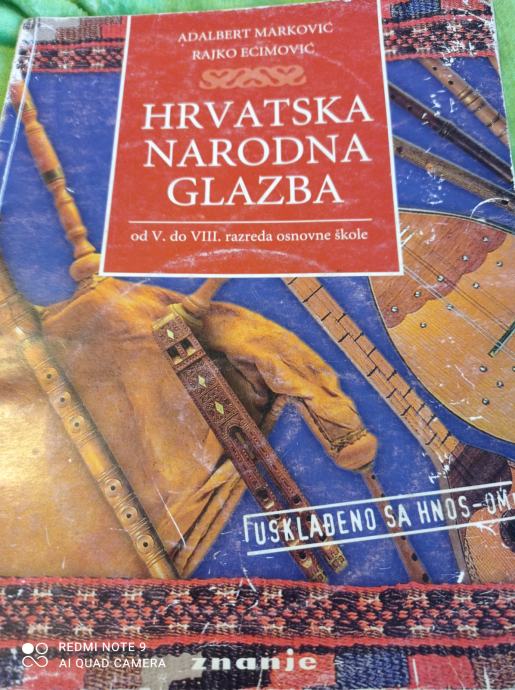 ADALBERT MARKOVIĆ
RAJKO EĆIMOVIĆ
HRVATSKA
NARODNA
GLAZBA
od V. do VIII. razreda osnovne škole
USKLAĐENO SA HNOS-OM
znanje
REDMI NOTE 9
AI QUAD CAMERA